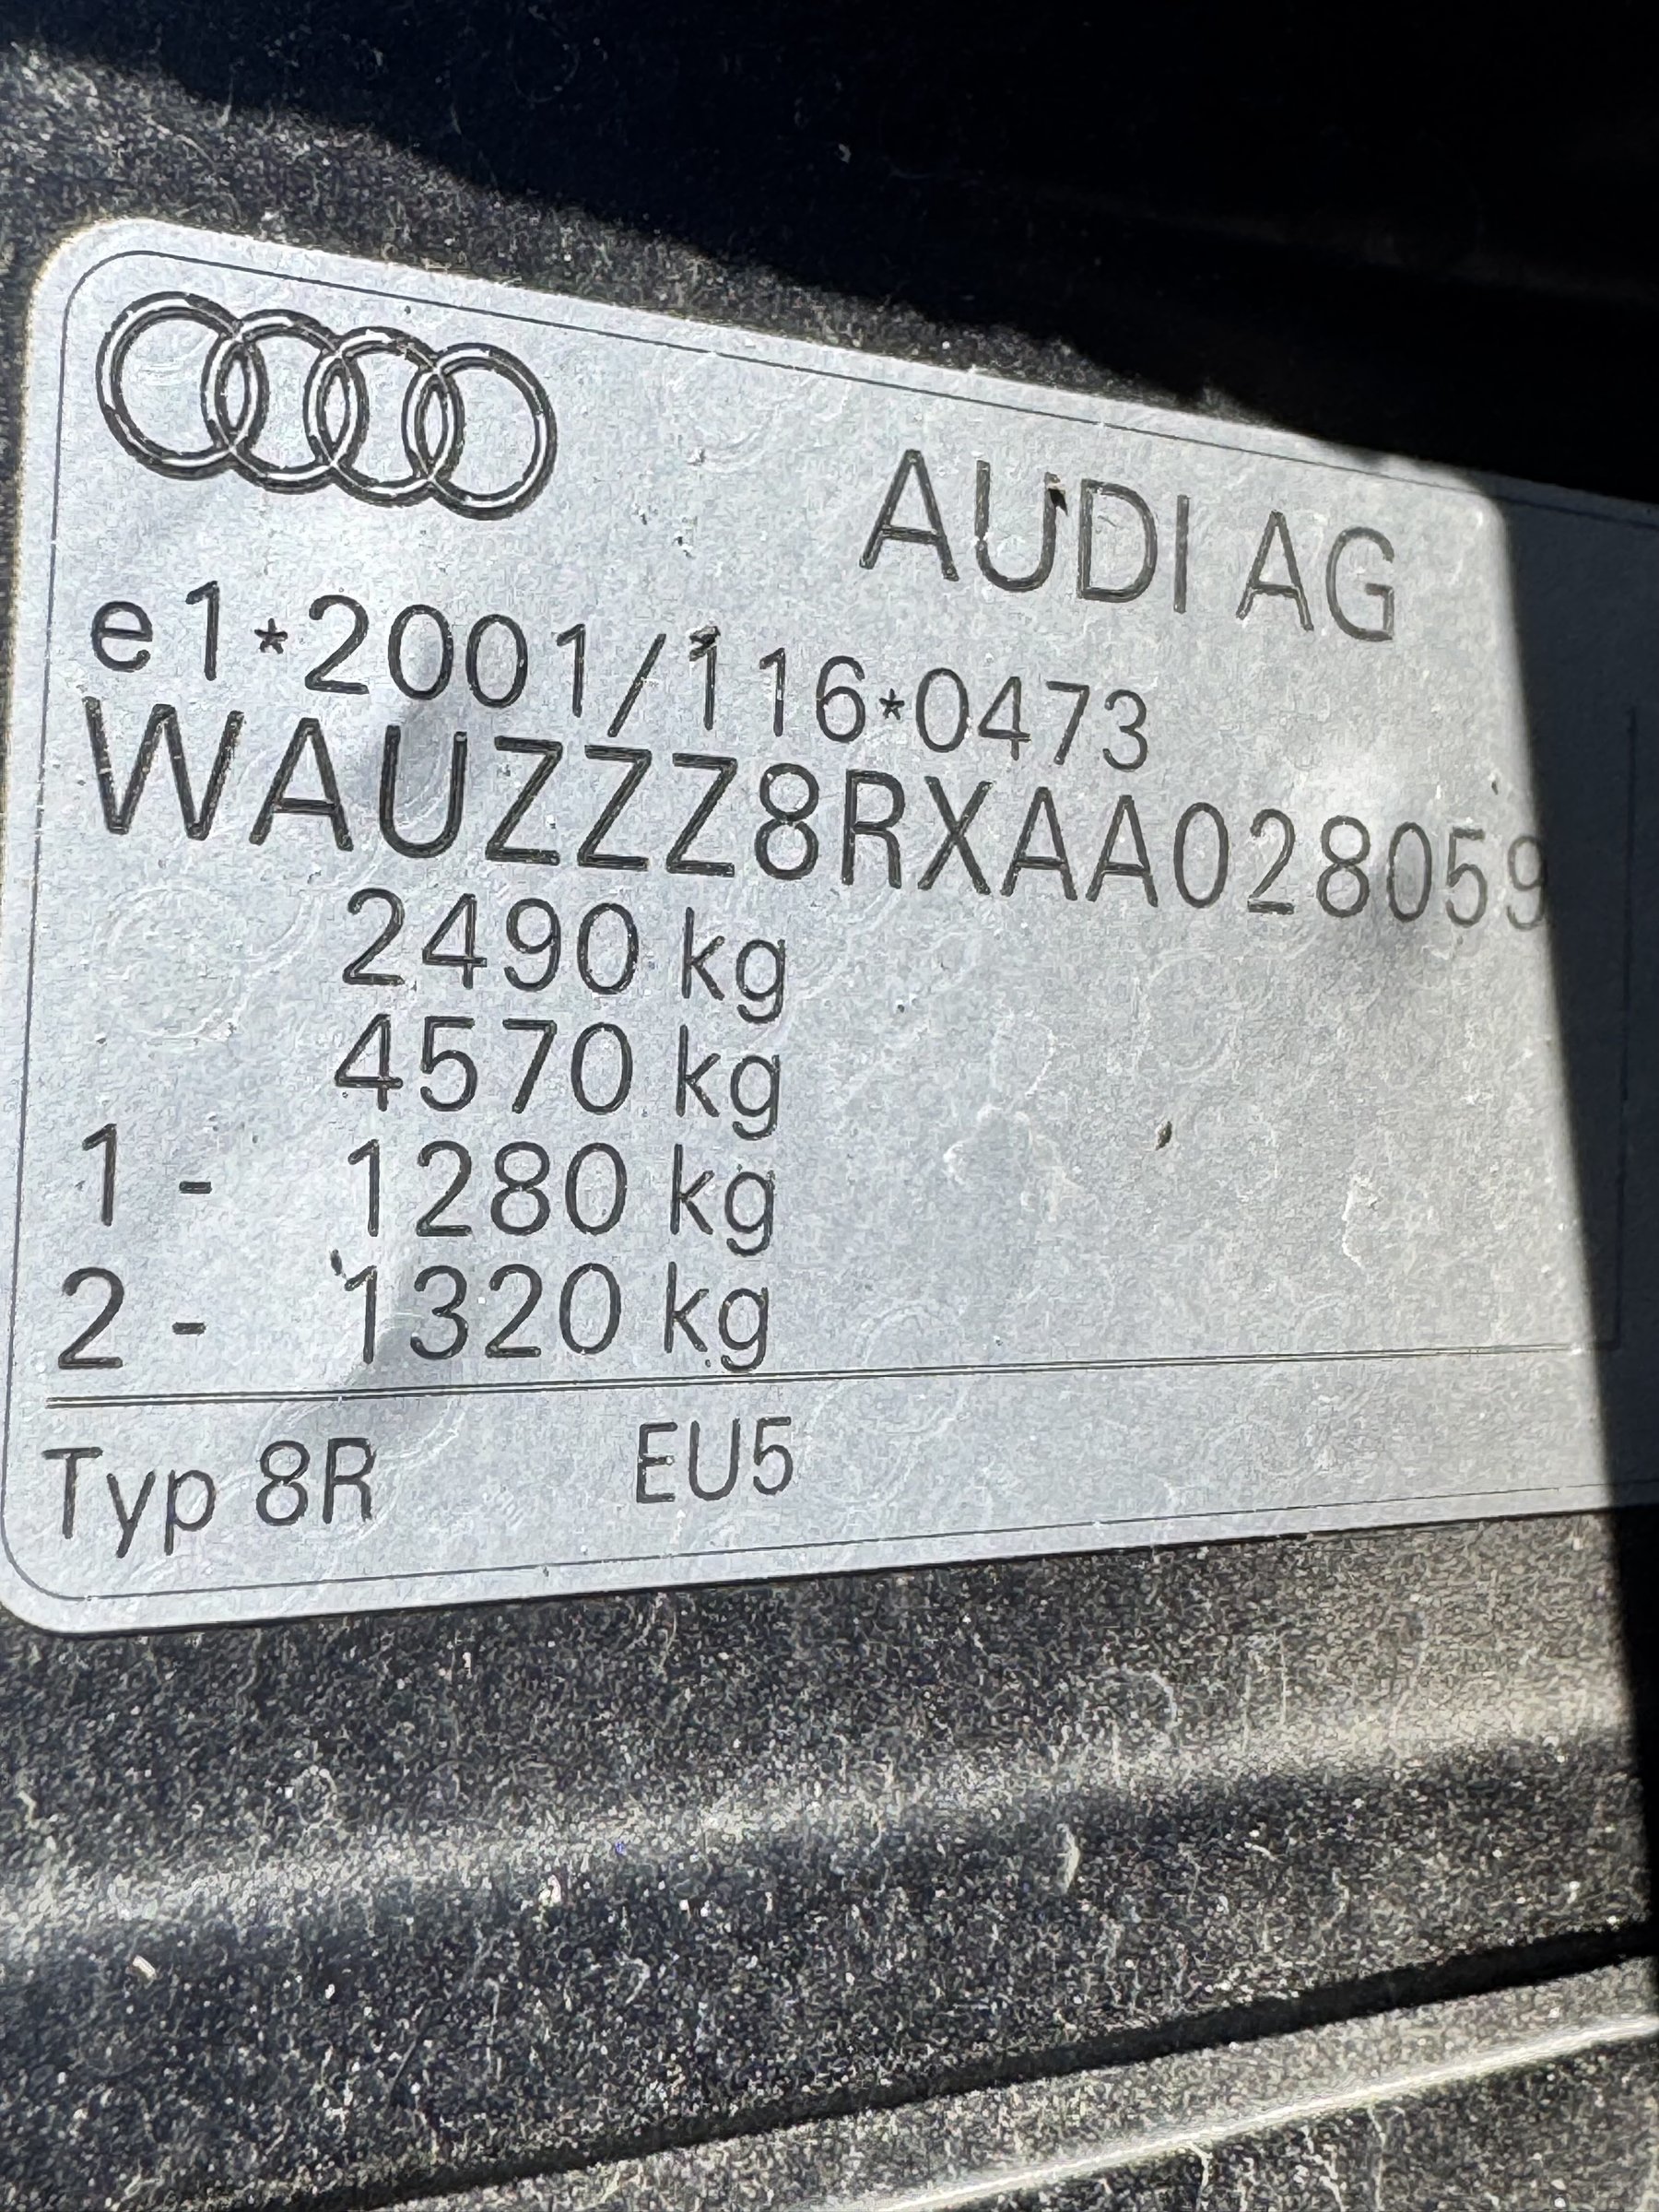 AUDI AG
e1*2001/116*0473
WAUZZZ8RXAA028059
2490 kg
4570 kg
1 - 1280 kg
2 - 1320 kg
Typ 8R EU5